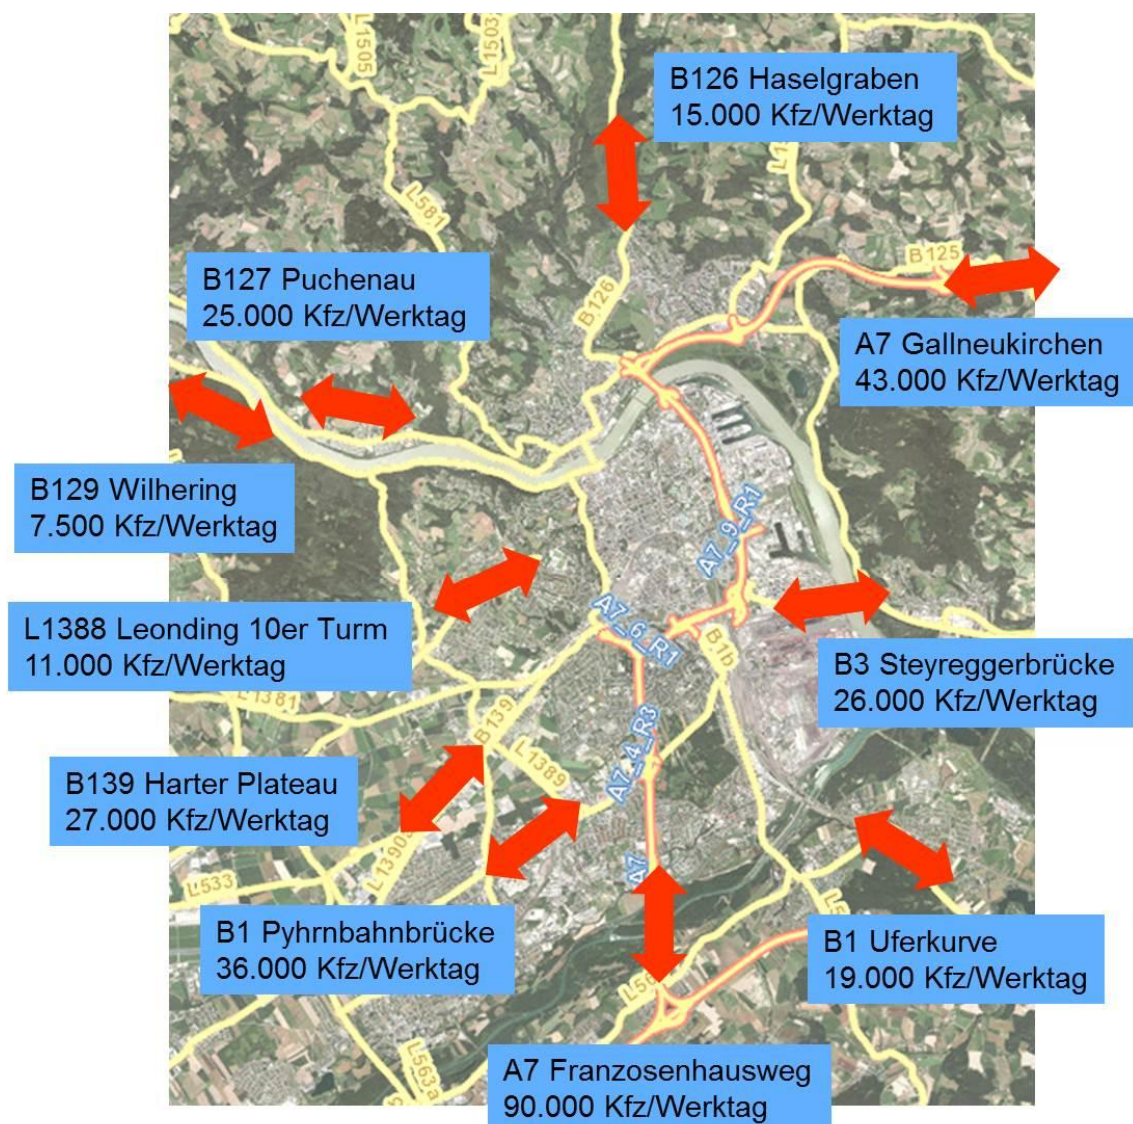 L1505
L1503
B126 Haselgraben
15.000 Kfz/Werktag
L581
B125
B127 Puchenau
25.000 Kfz/Werktag
B126
A7 Gallneukirchen
43.000 Kfz/Werktag
B129 Wilhering
7.500 Kfz/Werktag
A7_9_R1
L1388 Leonding 10er Turm
11.000 Kfz/Werktag
A7_6_R1
B1b
B3 Steyreggerbrücke
26.000 Kfz/Werktag
L1381
B139
A7_4_R3
L1389
B139 Harter Plateau
27.000 Kfz/Werktag
L1390
L533
A7
B1 Pyhrnbahnbrücke
36.000 Kfz/Werktag
B1 Uferkurve
19.000 Kfz/Werktag
L563a
A7 Franzosenhausweg
90.000 Kfz/Werktag